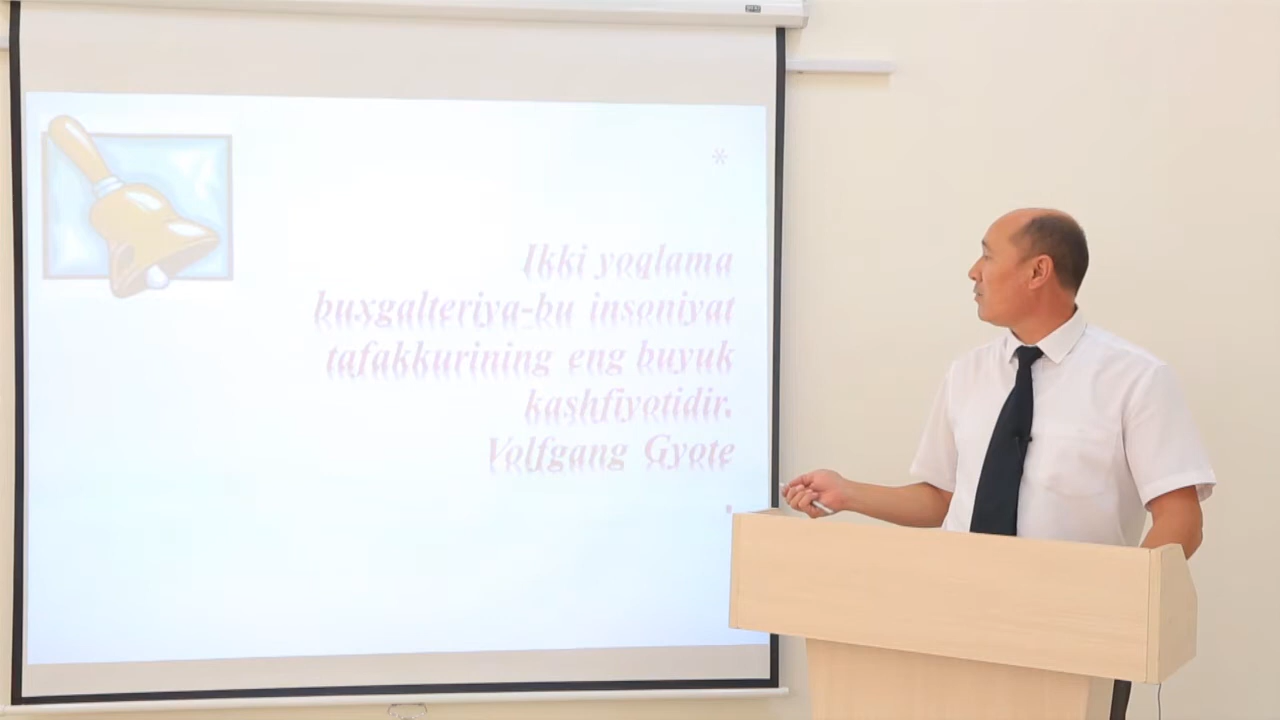 *
Ikki yoqlama
buxgalteriya-bu insoniyat
tafakkurining eng buyuk
kashfiyotidir.
Volfgang Gyote
.